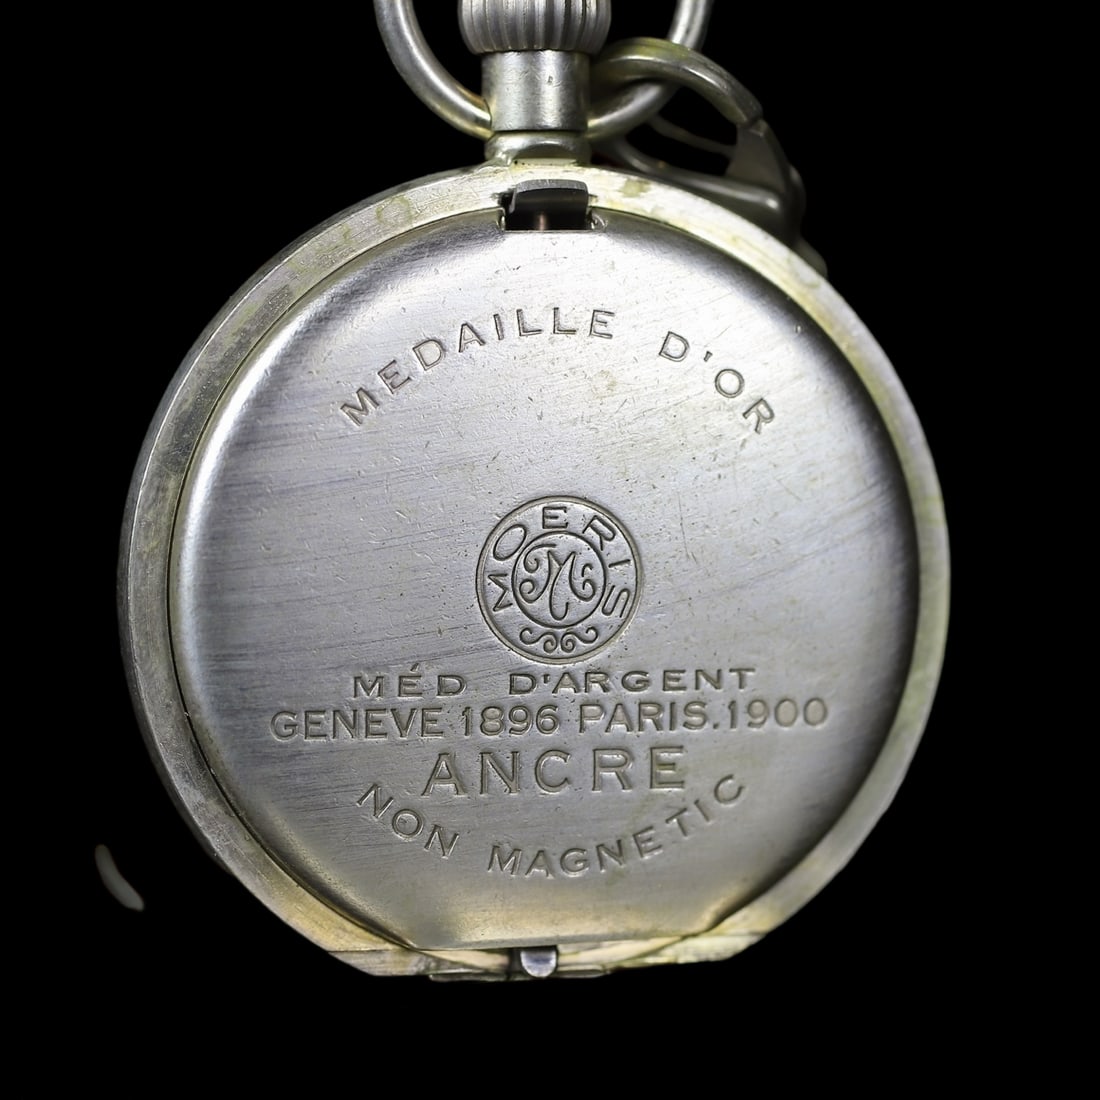 MEDAILLE D'OR
MOERIS
M
MÉD D'ARGENT
GENEVE 1896 PARIS.1900
ANCRE
NON MAGNETIC